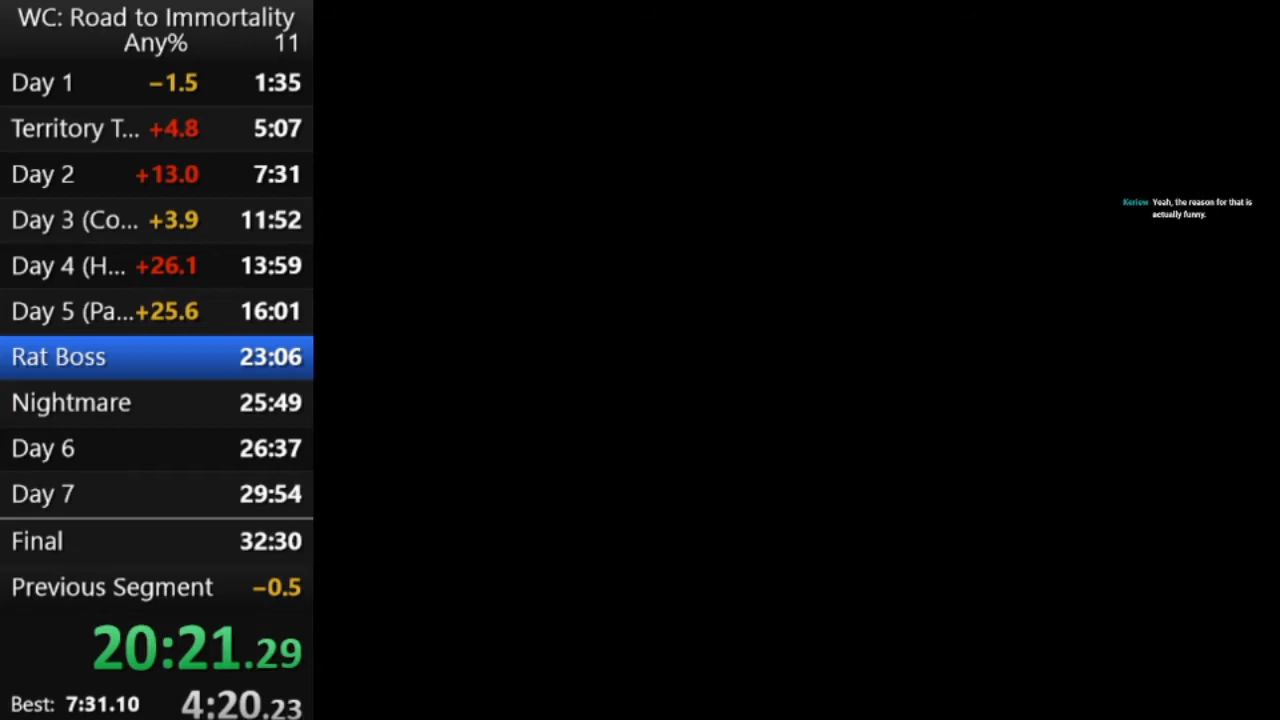 WC: Road to Immortality
Any% 11
Day 1 −1.5 1:35
Territory T... +4.8 5:07
Day 2 +13.0 7:31
Day 3 (Co... +3.9 11:52
Day 4 (H... +26.1 13:59
Day 5 (Pa... +25.6 16:01
Rat Boss 23:06
Nightmare 25:49
Day 6 26:37
Day 7 29:54
Final 32:30
Previous Segment −0.5
20:21.29
Best: 7:31.10 4:20.23
Keriew Yeah, the reason for that is
actually funny.